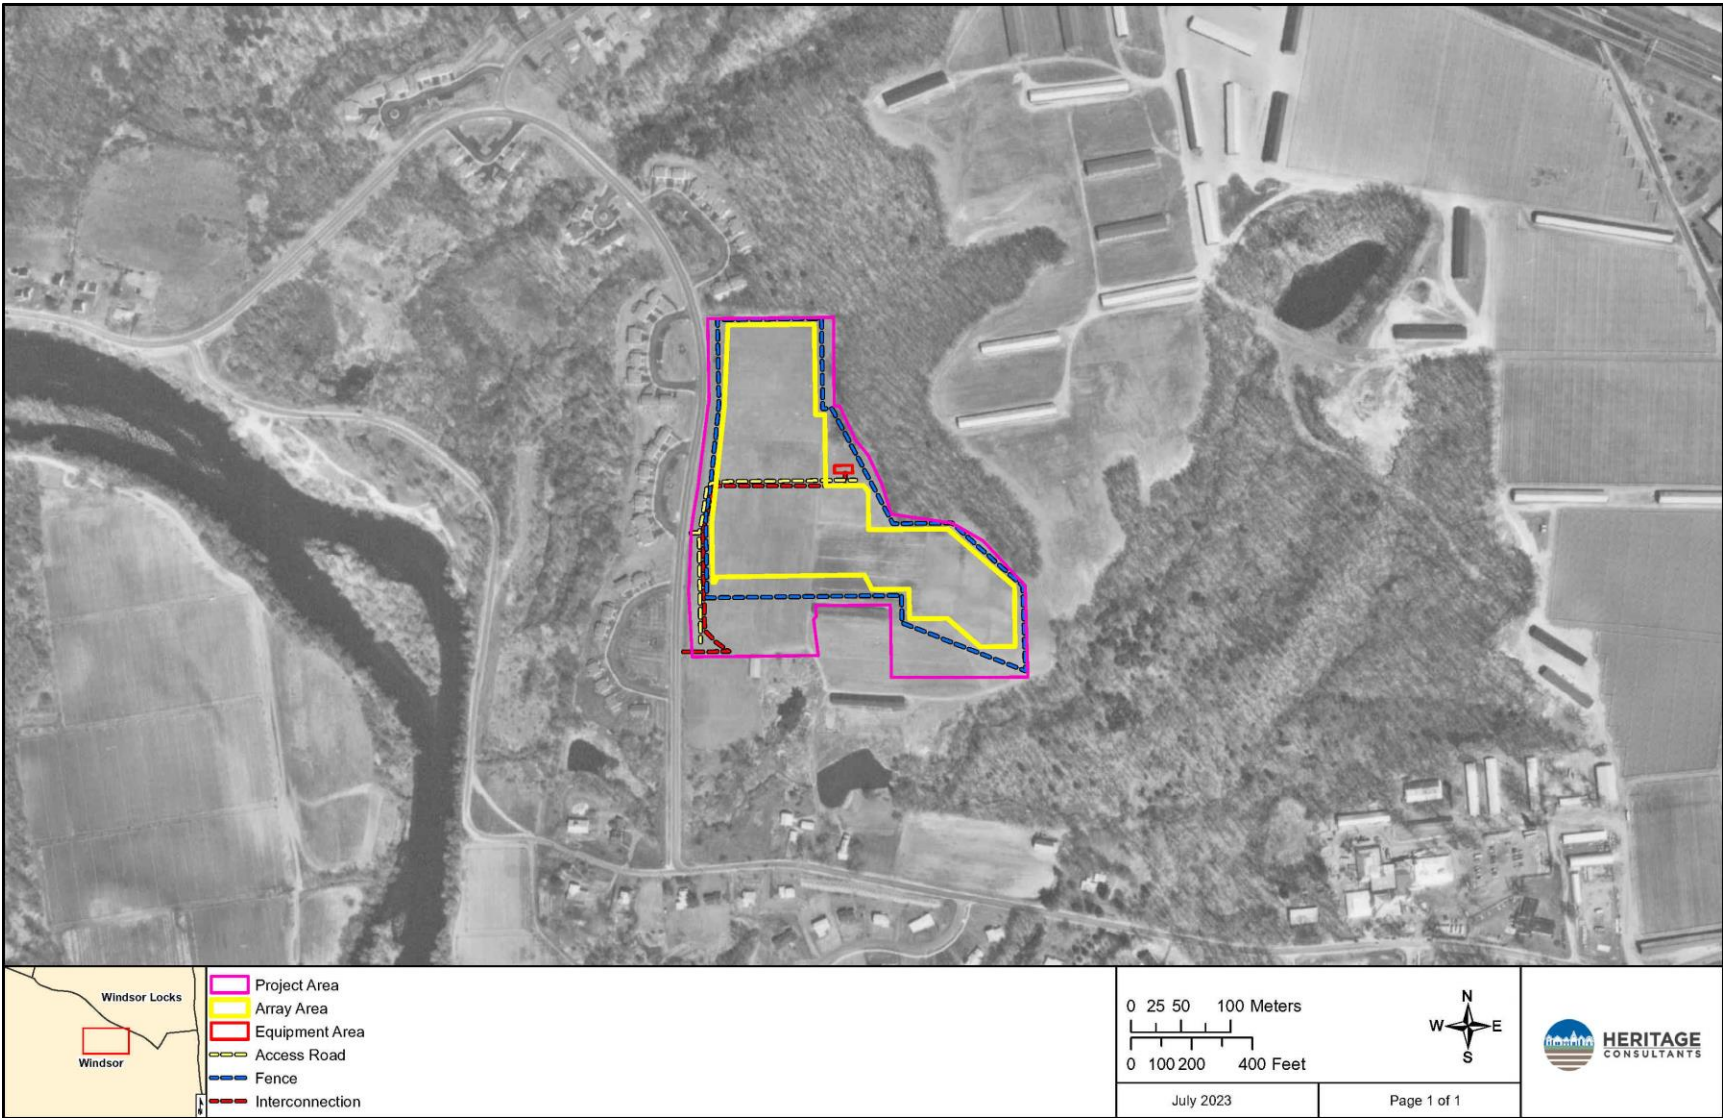 Windsor Locks
Windsor
Project Area
Array Area
Equipment Area
Access Road
Fence
Interconnection
0 25 50 100 Meters
0 100 200 400 Feet
N
W E
S
July 2023
Page 1 of 1
HERITAGE
CONSULTANTS